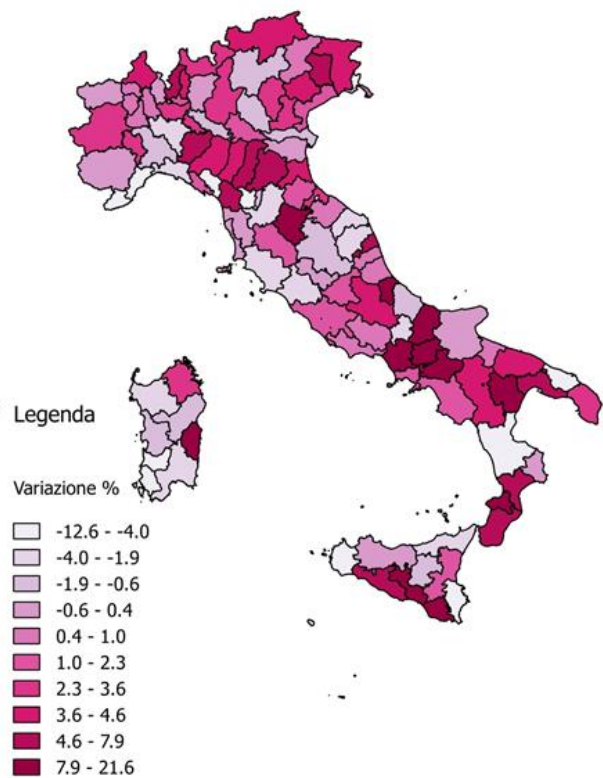 Legenda
Variazione %
-12.6 - -4.0
-4.0 - -1.9
-1.9 - -0.6
-0.6 - 0.4
0.4 - 1.0
1.0 - 2.3
2.3 - 3.6
3.6 - 4.6
4.6 - 7.9
7.9 - 21.6